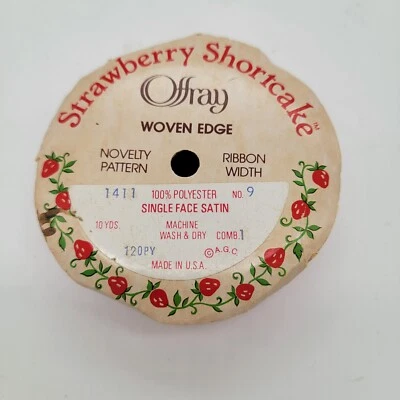 Strawberry Shortcake™
Offray
WOVEN EDGE
NOVELTY PATTERN
RIBBON WIDTH
1411 100% POLYESTER NO. 9
SINGLE FACE SATIN
10 YDS. MACHINE WASH & DRY COMB. 1
120PY © A.G.C.
MADE IN U.S.A.